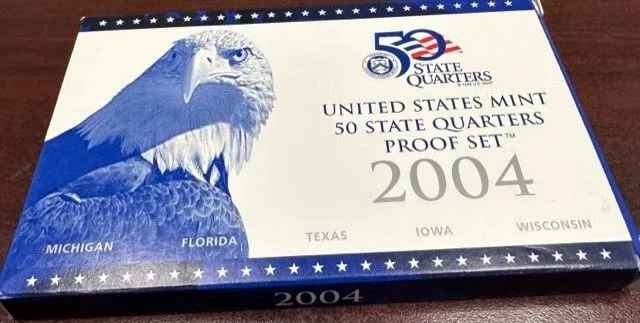 50
STATE
QUARTERS
UNITED STATES MINT
50 STATE QUARTERS
PROOF SET™
2004
MICHIGAN FLORIDA TEXAS IOWA WISCONSIN
2004